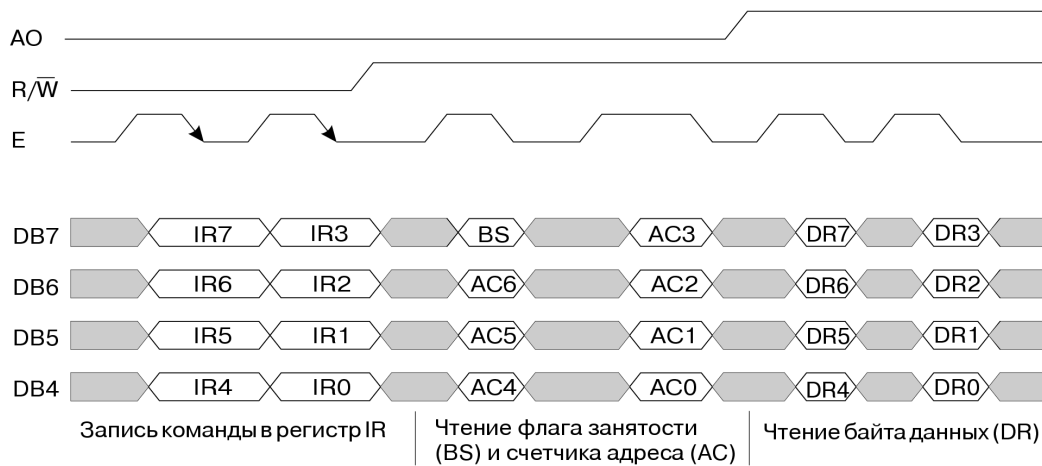 AO
R/W̅
E
DB7 IR7 IR3 BS AC3 DR7 DR3
DB6 IR6 IR2 AC6 AC2 DR6 DR2
DB5 IR5 IR1 AC5 AC1 DR5 DR1
DB4 IR4 IR0 AC4 AC0 DR4 DR0
Запись команды в регистр IR
Чтение флага занятости
(BS) и счетчика адреса (AC)
Чтение байта данных (DR)